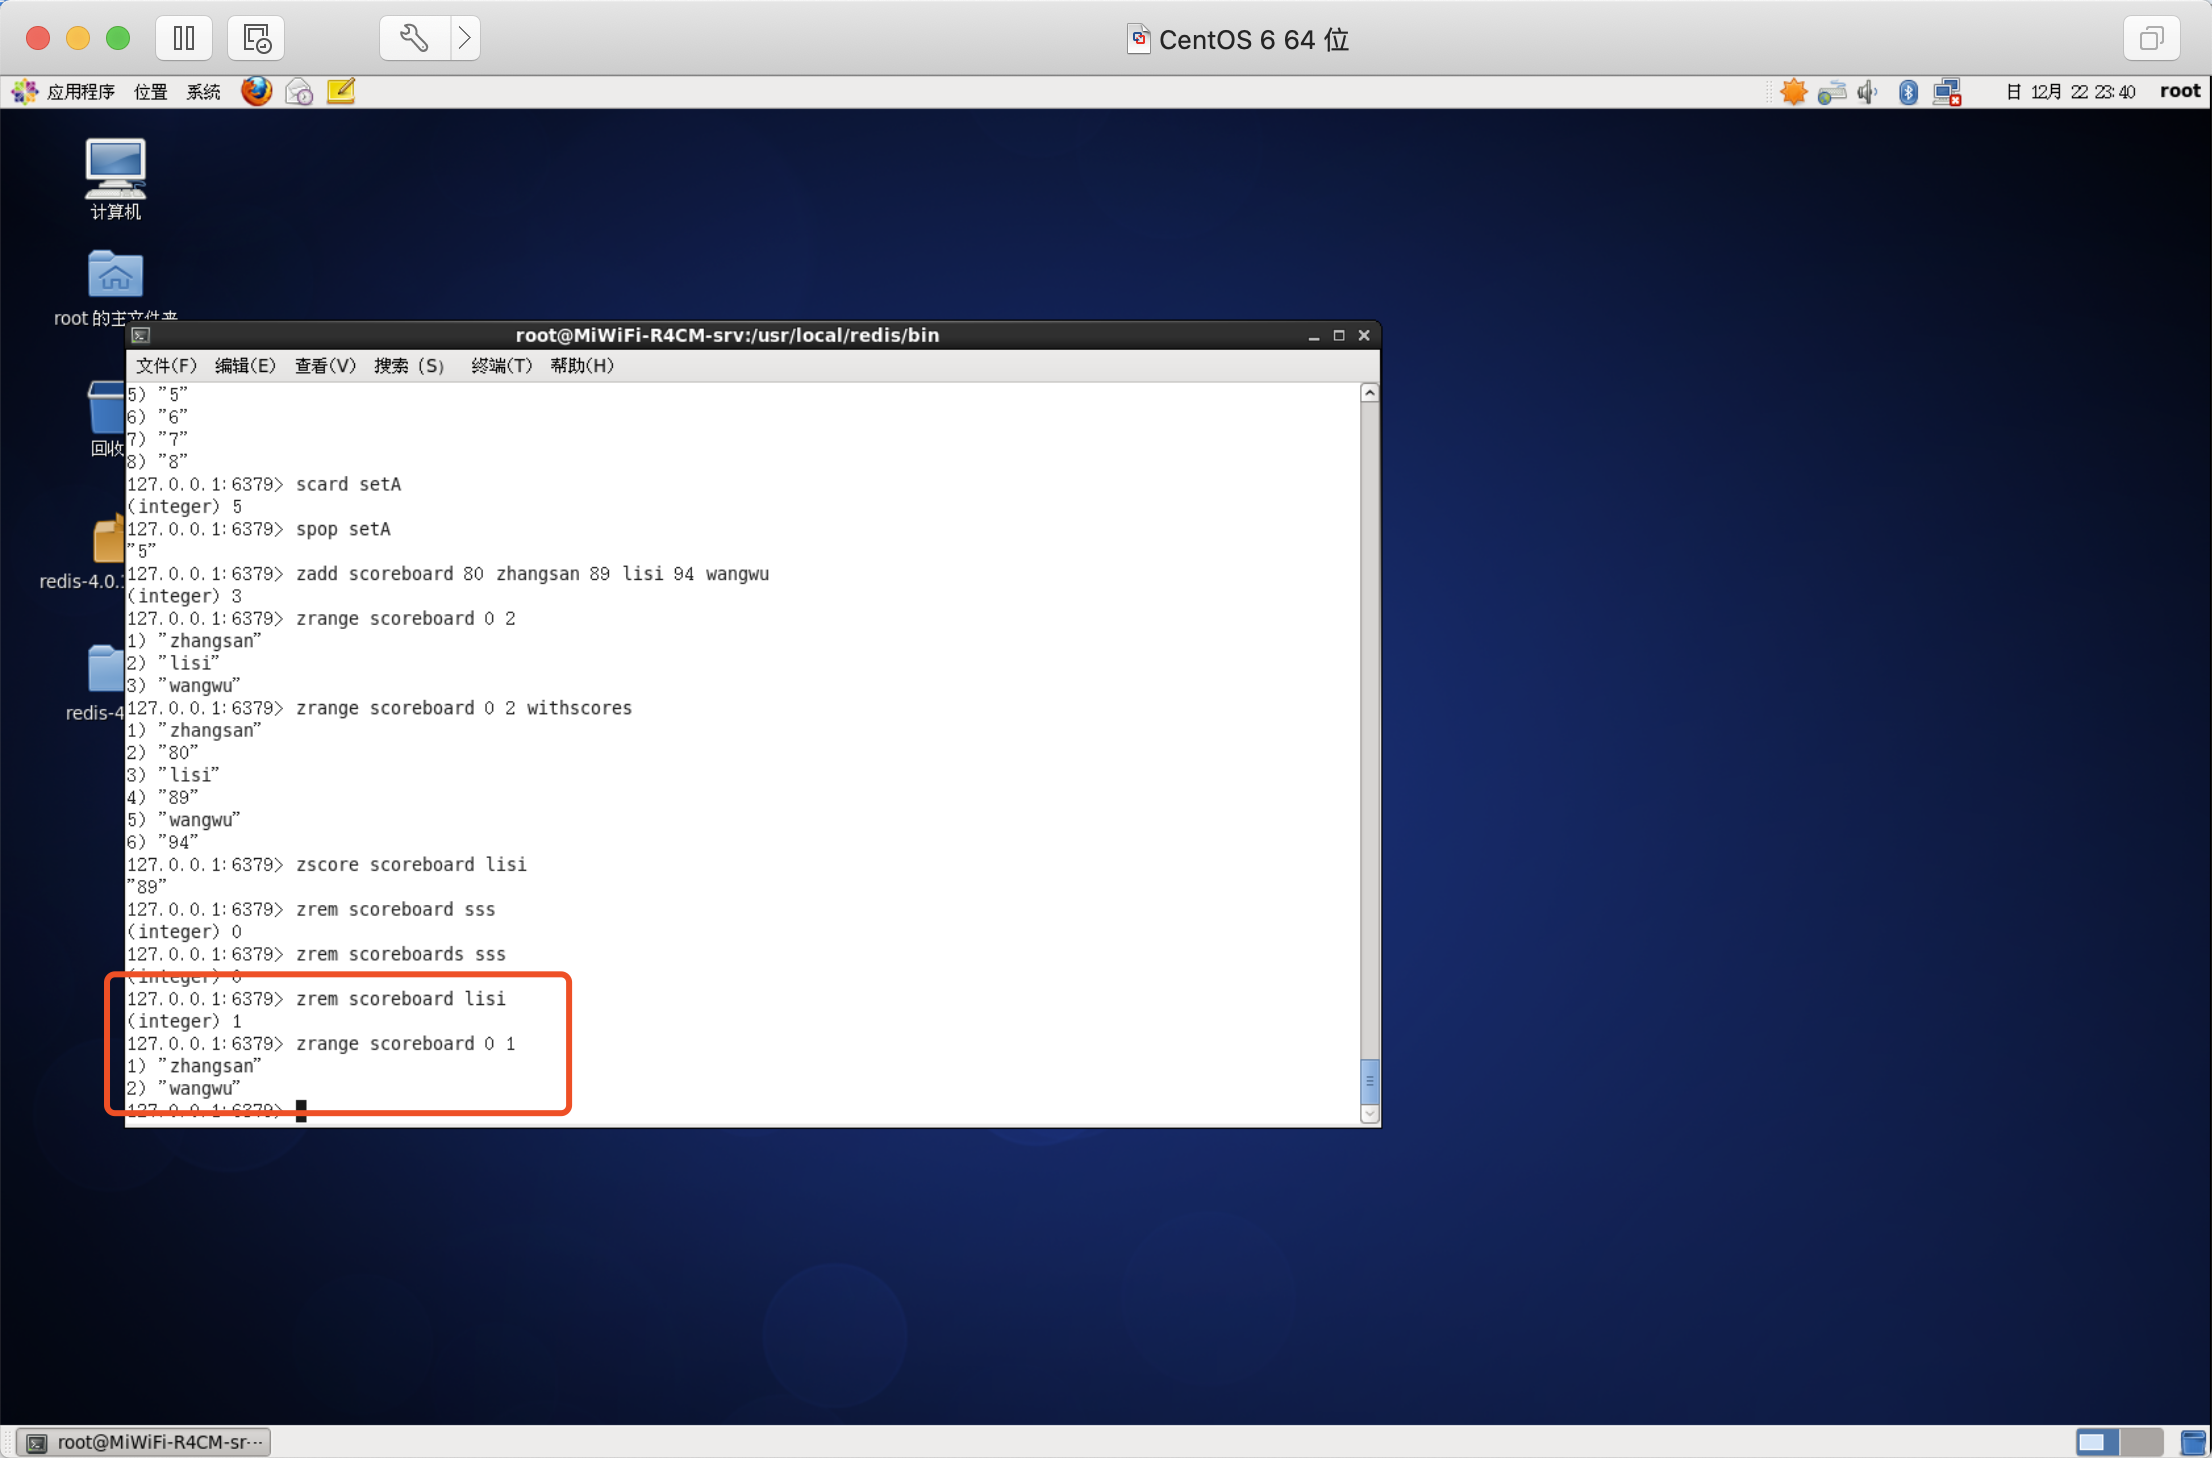 CentOS 6 64 位
应用程序 位置 系统
日 12月 22 23:40 root
计算机
root 的主文件夹
root@MiWiFi-R4CM-srv:/usr/local/redis/bin
文件(F) 编辑(E) 查看(V) 搜索 (S) 终端(T) 帮助(H)
回收
redis-4.0.
redis-4
5) "5"
6) "6"
7) "7"
8) "8"
127.0.0.1:6379> scard setA
(integer) 5
127.0.0.1:6379> spop setA
"5"
127.0.0.1:6379> zadd scoreboard 80 zhangsan 89 lisi 94 wangwu
(integer) 3
127.0.0.1:6379> zrange scoreboard 0 2
1) "zhangsan"
2) "lisi"
3) "wangwu"
127.0.0.1:6379> zrange scoreboard 0 2 withscores
1) "zhangsan"
2) "80"
3) "lisi"
4) "89"
5) "wangwu"
6) "94"
127.0.0.1:6379> zscore scoreboard lisi
"89"
127.0.0.1:6379> zrem scoreboard sss
(integer) 0
127.0.0.1:6379> zrem scoreboards sss
(integer) 0
127.0.0.1:6379> zrem scoreboard lisi
(integer) 1
127.0.0.1:6379> zrange scoreboard 0 1
1) "zhangsan"
2) "wangwu"
127.0.0.1:6379>
root@MiWiFi-R4CM-sr···